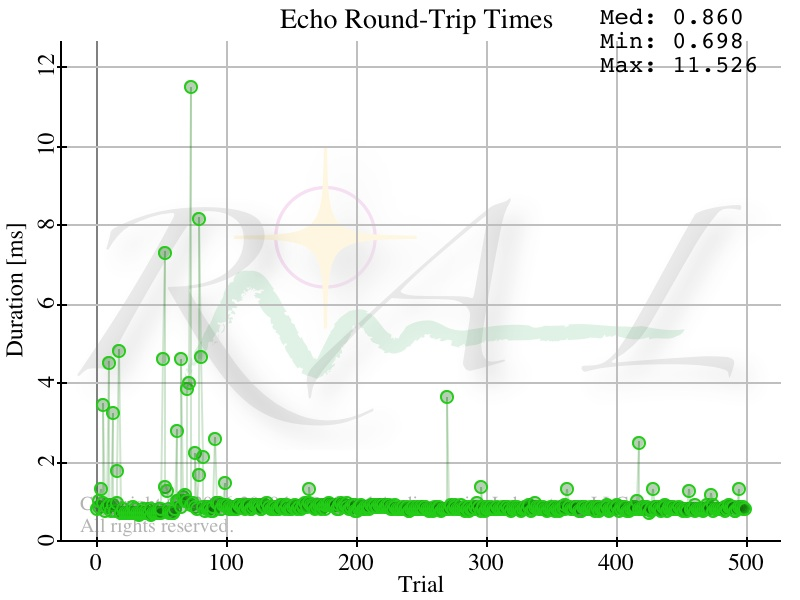 Echo Round-Trip Times
Med: 0.860
Min: 0.698
Max: 11.526
Duration [ms]
12
10
8
6
4
2
0
RAL
All rights reserved.
0 100 200 300 400 500
Trial